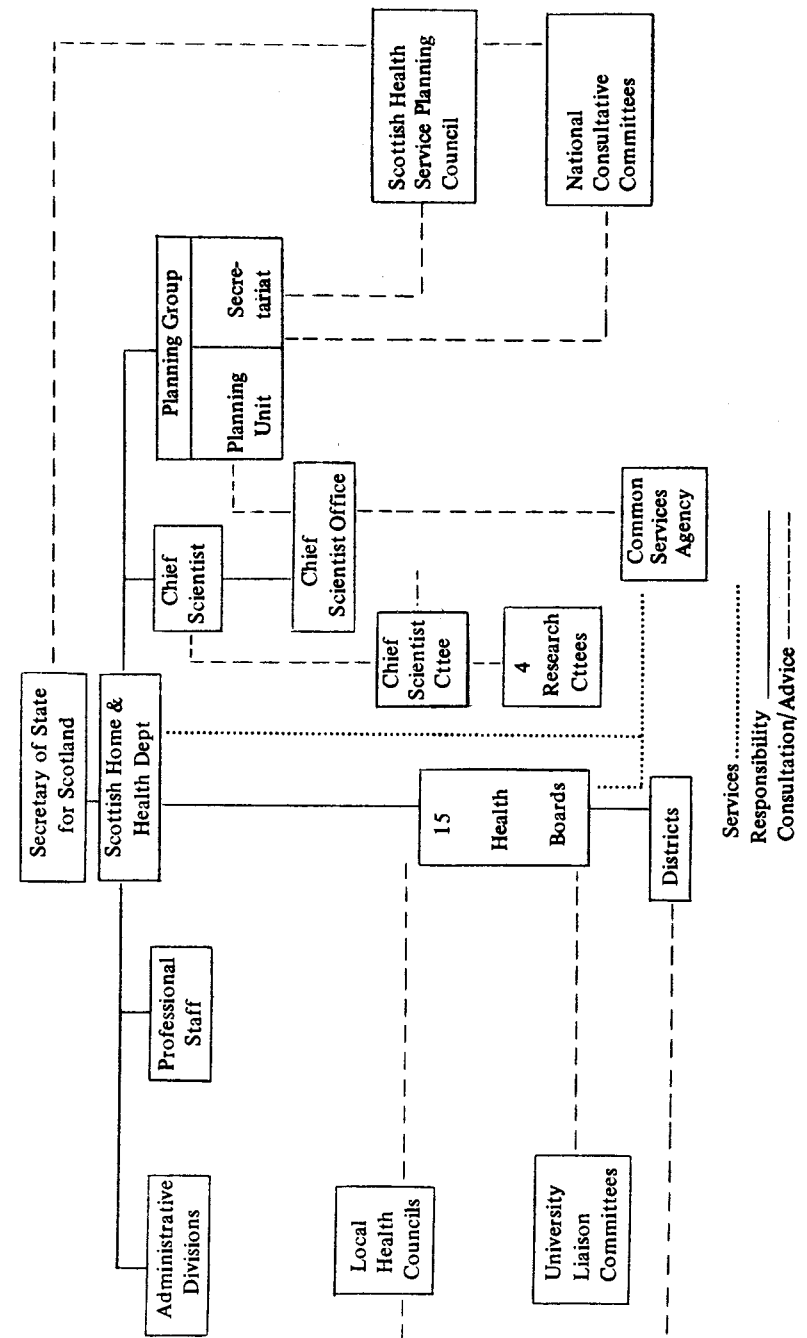 Secretary of State
for Scotland
Scottish Home &
Health Dept
Administrative
Divisions
Professional
Staff
Chief
Scientist
Planning Group
Planning
Unit
Secre-
tariat
Chief
Scientist Office
Scottish Health
Service Planning
Council
National
Consultative
Committees
Chief
Scientist
Cttee
4
Research
Cttees
Common
Services
Agency
Local
Health
Councils
15
Health
Boards
University
Liaison
Committees
Districts
Services
Responsibility
Consultation/Advice